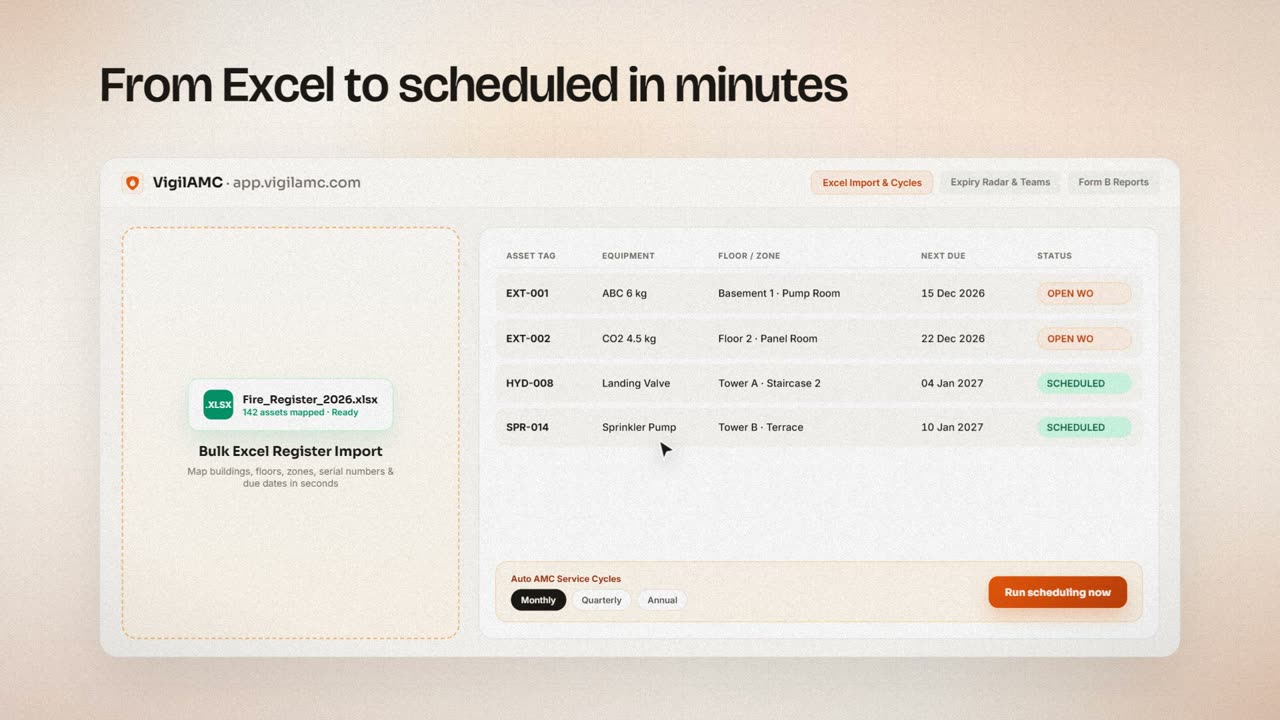 From Excel to scheduled in minutes
VigilAMC · app.vigilamc.com
Excel Import & Cycles
Expiry Radar & Teams
Form B Reports
.XLSX
Fire_Register_2026.xlsx
142 assets mapped · Ready
Bulk Excel Register Import
Map buildings, floors, zones, serial numbers &
due dates in seconds
ASSET TAG EQUIPMENT FLOOR / ZONE NEXT DUE STATUS
EXT-001 ABC 6 kg Basement 1 · Pump Room 15 Dec 2026 OPEN WO
EXT-002 CO2 4.5 kg Floor 2 · Panel Room 22 Dec 2026 OPEN WO
HYD-008 Landing Valve Tower A · Staircase 2 04 Jan 2027 SCHEDULED
SPR-014 Sprinkler Pump Tower B · Terrace 10 Jan 2027 SCHEDULED
Auto AMC Service Cycles
Monthly Quarterly Annual
Run scheduling now